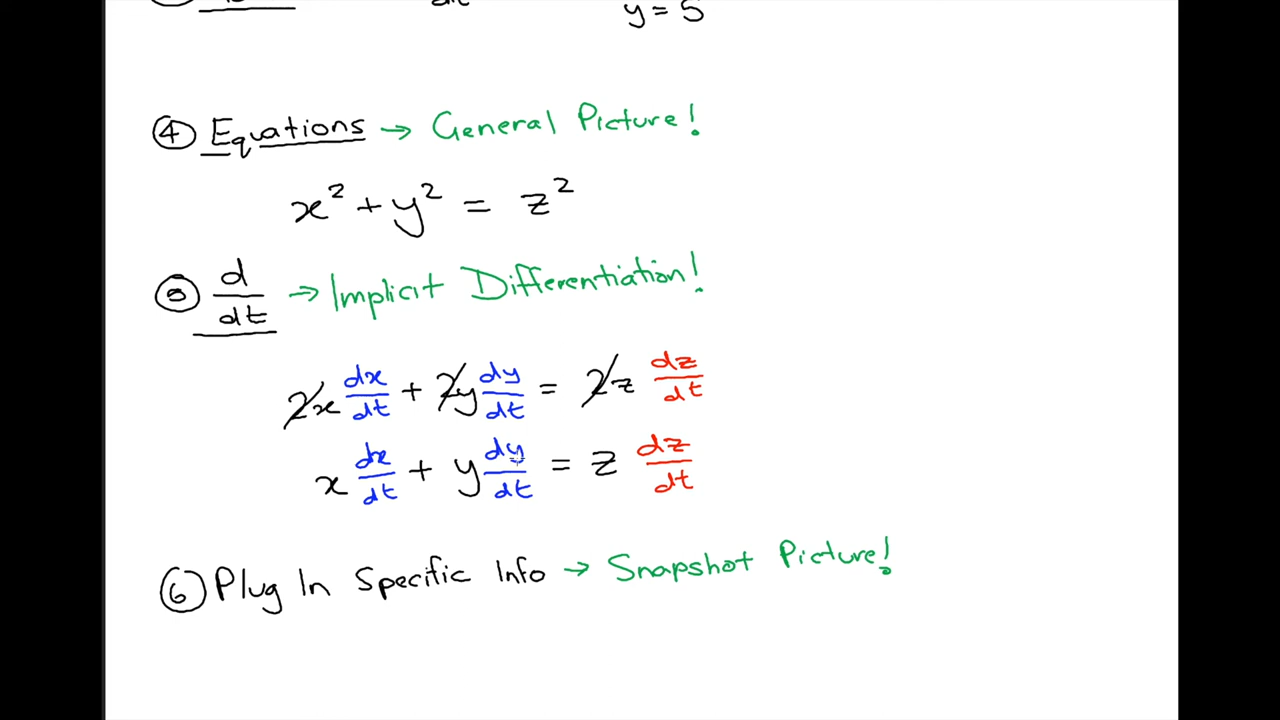 y = 5
④ Equations → General Picture!
x² + y² = z²
⑤ d/dt → Implicit Differentiation!
2x dx/dt + 2y dy/dt = 2z dz/dt
x dx/dt + y dy/dt = z dz/dt
⑥ Plug In Specific Info → Snapshot Picture!